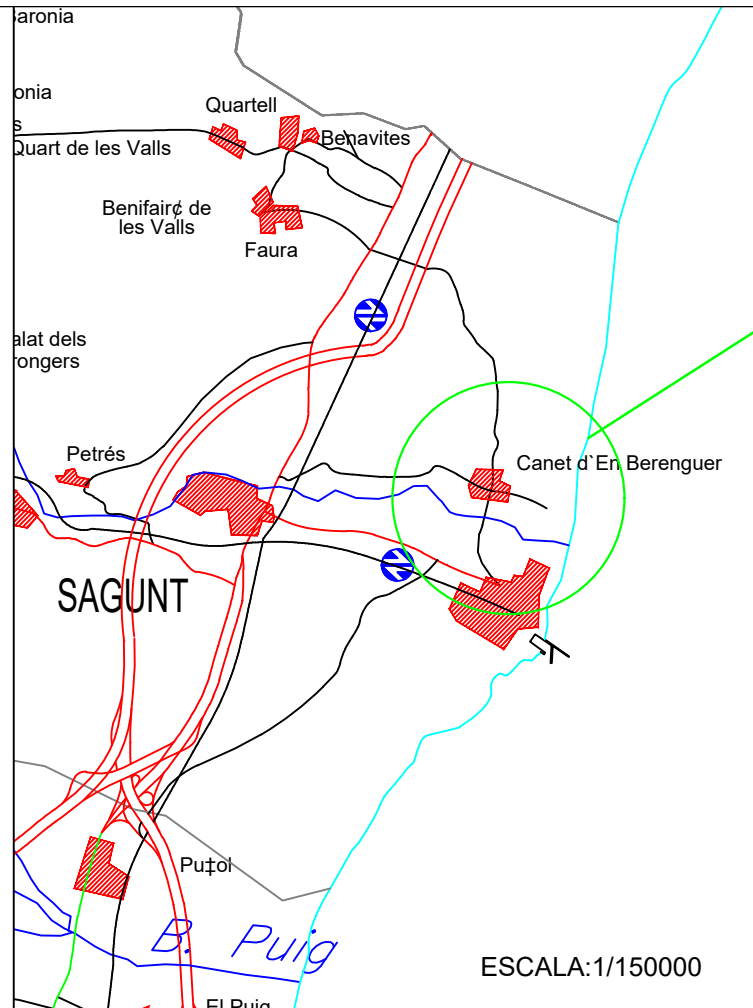 Baronia
onia
s
Quartell
Benavites
Quart de les Valls
Benifair¢ de
les Valls
Faura
alat dels
rongers
Petrés
Canet d`En Berenguer
SAGUNT
Pu‡ol
B. Puig
ESCALA:1/150000
El Puig